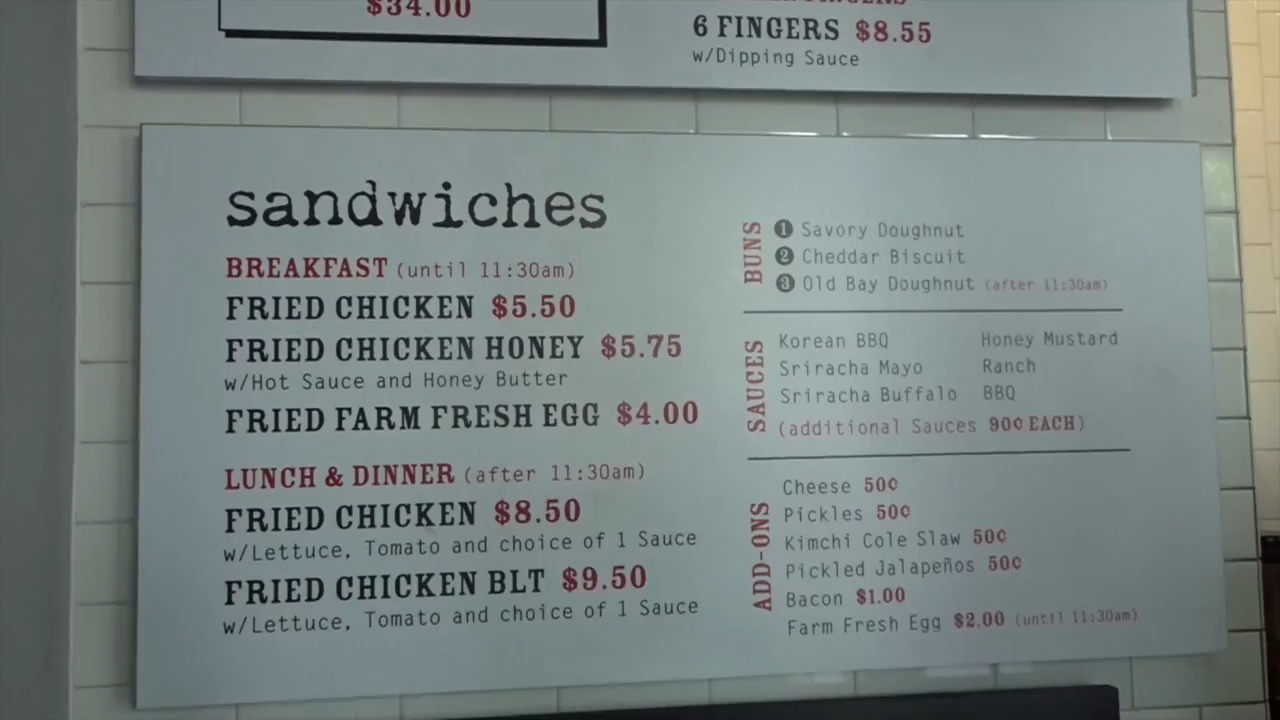 $34.00
6 FINGERS $8.55
w/Dipping Sauce
sandwiches
BREAKFAST (until 11:30am)
FRIED CHICKEN $5.50
FRIED CHICKEN HONEY $5.75
w/Hot Sauce and Honey Butter
FRIED FARM FRESH EGG $4.00
LUNCH & DINNER (after 11:30am)
FRIED CHICKEN $8.50
w/Lettuce, Tomato and choice of 1 Sauce
FRIED CHICKEN BLT $9.50
w/Lettuce, Tomato and choice of 1 Sauce
BUNS
1 Savory Doughnut
2 Cheddar Biscuit
3 Old Bay Doughnut (after 11:30am)
SAUCES
Korean BBQ Honey Mustard
Sriracha Mayo Ranch
Sriracha Buffalo BBQ
(additional Sauces 90¢ EACH)
ADD-ONS
Cheese 50¢
Pickles 50¢
Kimchi Cole Slaw 50¢
Pickled Jalapeños 50¢
Bacon $1.00
Farm Fresh Egg $2.00 (until 11:30am)